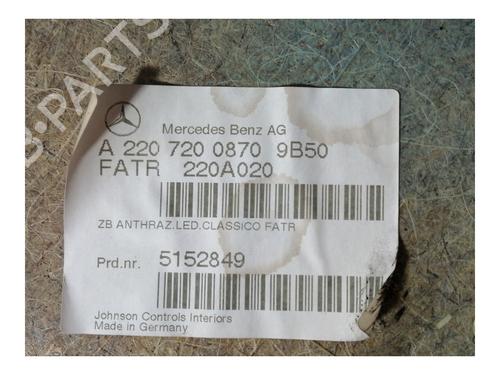 B-PARTS
Mercedes Benz AG
A 220 720 0870 9B50
FATR 220A020
ZB ANTHRAZ.LED.CLASSICO FATR
Prd.nr. 5152849
Johnson Controls Interiors
Made in Germany